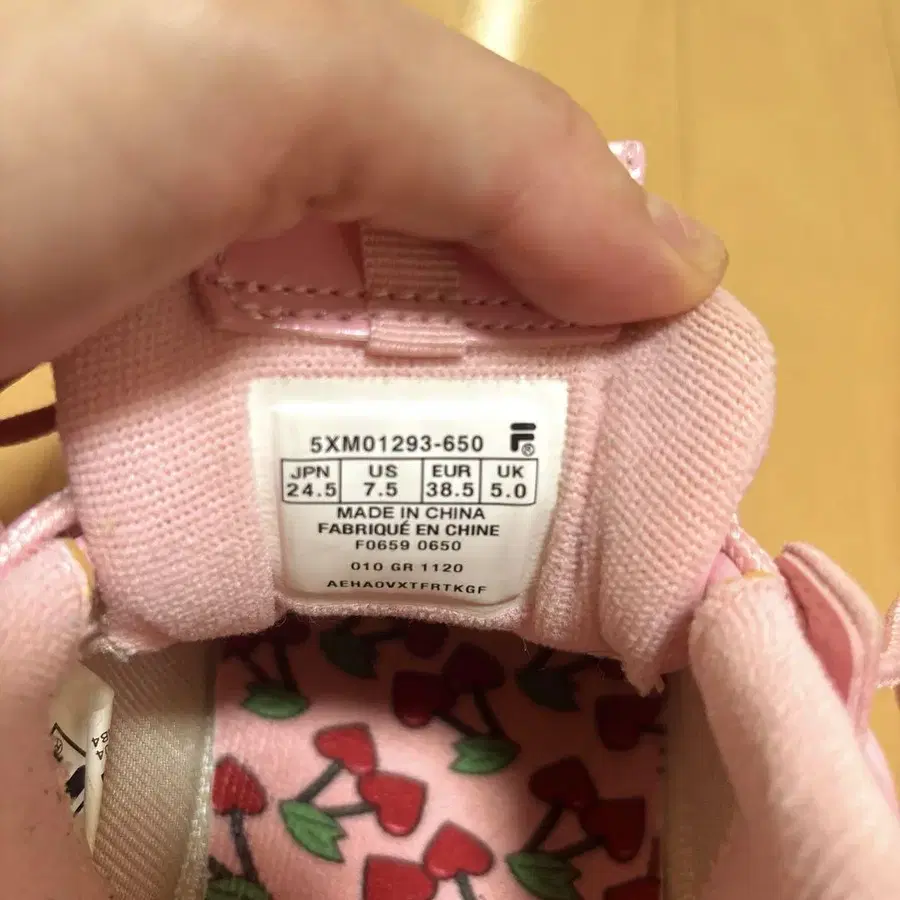 5XM01293-650 F®
JPN US EUR UK
24.5 7.5 38.5 5.0
MADE IN CHINA
FABRIQUÉ EN CHINE
F0659 0650
010 GR 1120
AEHA0VXTFRTKGF